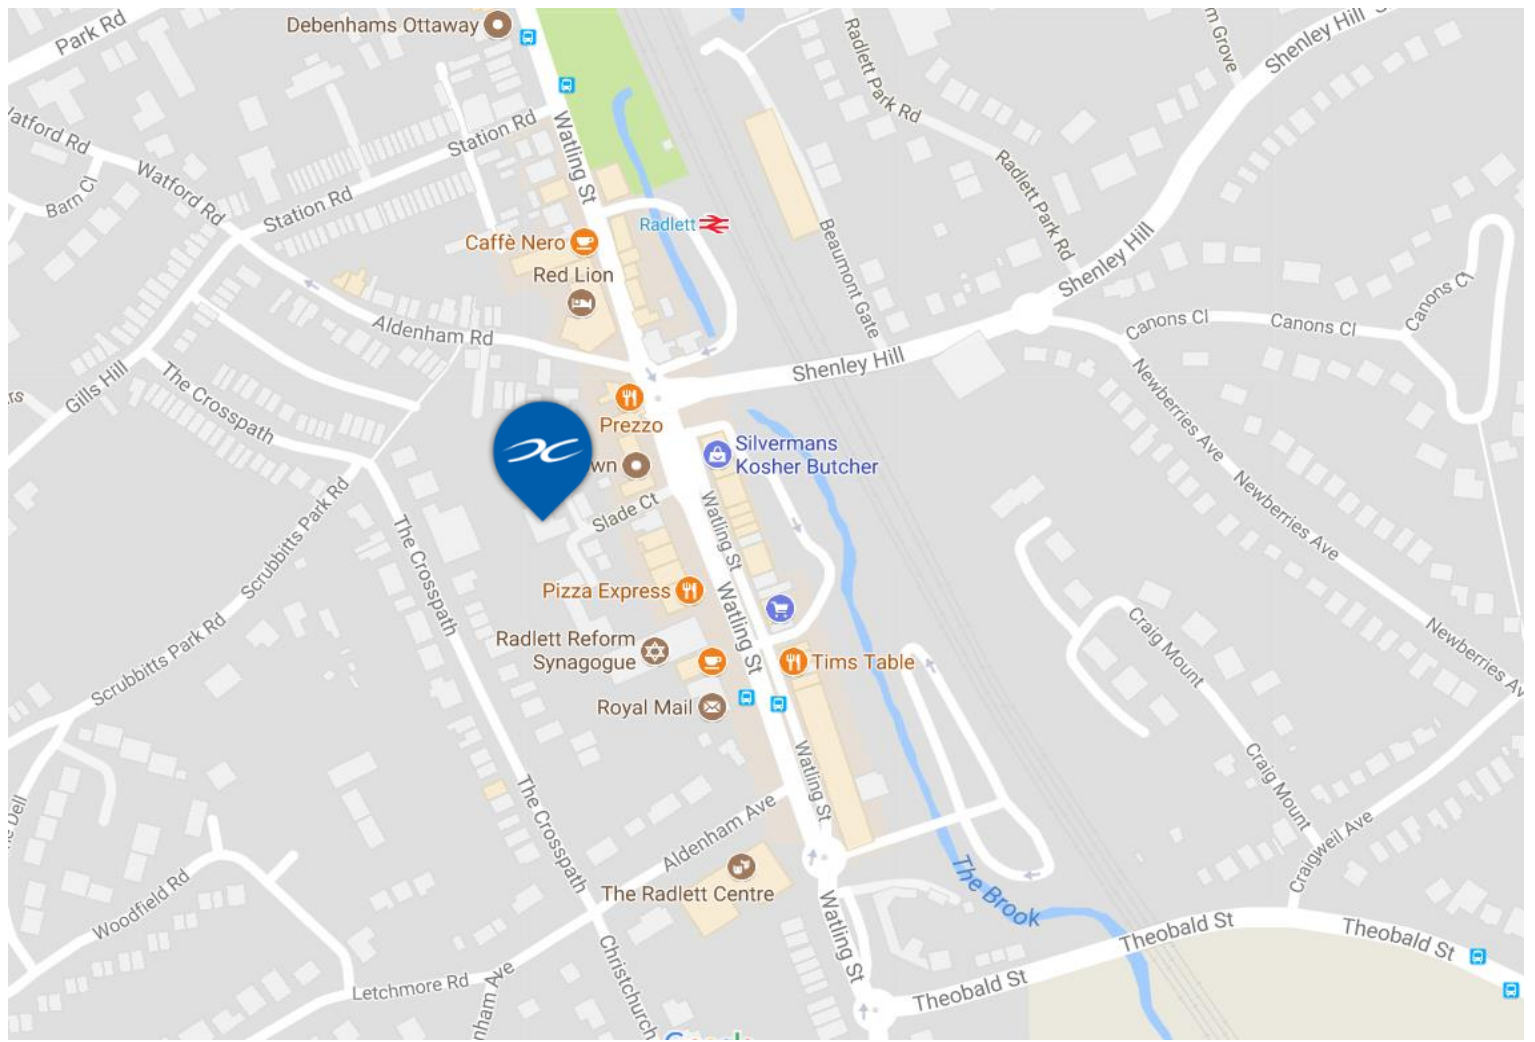 Park Rd
Debenhams Ottaway
Shenley Hill
Radlett Park Rd
Watling St
Station Rd
Watford Rd
Radlett Park Rd
Barn Cl
Station Rd
Radlett
Caffè Nero
Red Lion
Beaumont Gate
Shenley Hill
Canons Cl
Canons Cl
Canons Cl
Aldenham Rd
Shenley Hill
Gills Hill
The Crosspath
Newberries Ave
Prezzo
Silvermans
Kosher Butcher
wn
Slade Ct
Watling St
Newberries Ave
Scrubbitts Park Rd
The Crosspath
Pizza Express
Watling St
Radlett Reform
Synagogue
Tims Table
Craig Mount
Newberries Av
Scrubbitts Park Rd
Royal Mail
Watling St
Craig Mount
The Crosspath
Aldenham Ave
Craigweil Ave
Dell
The Radlett Centre
The Brook
Woodfield Rd
Watling St
Theobald St
Theobald St
Theobald St
Letchmore Rd
nham Ave
Christchurch